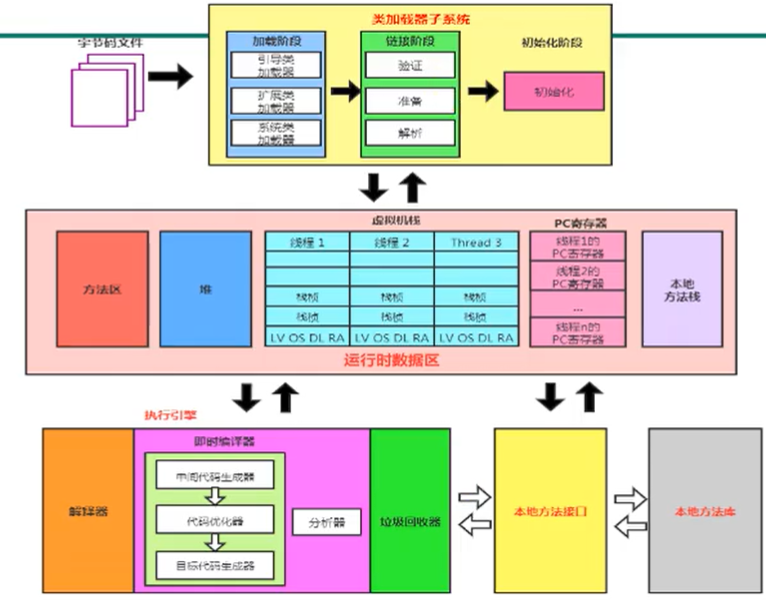 字节码文件
类加载器子系统
加载阶段
引导类
加载器
扩展类
加载器
系统类
加载器
链接阶段
验证
准备
解析
初始化阶段
初始化
方法区
堆
虚拟机栈
线程 1
线程 2
Thread 3
栈帧
栈帧
栈帧
栈帧
栈帧
栈帧
LV OS DL RA
LV OS DL RA
LV OS DL RA
PC寄存器
线程1的
PC寄存器
线程2的
PC寄存器
...
线程n的
PC寄存器
本地
方法栈
运行时数据区
执行引擎
解释器
即时编译器
中间代码生成器
代码优化器
目标代码生成器
分析器
垃圾回收器
本地方法接口
本地方法库